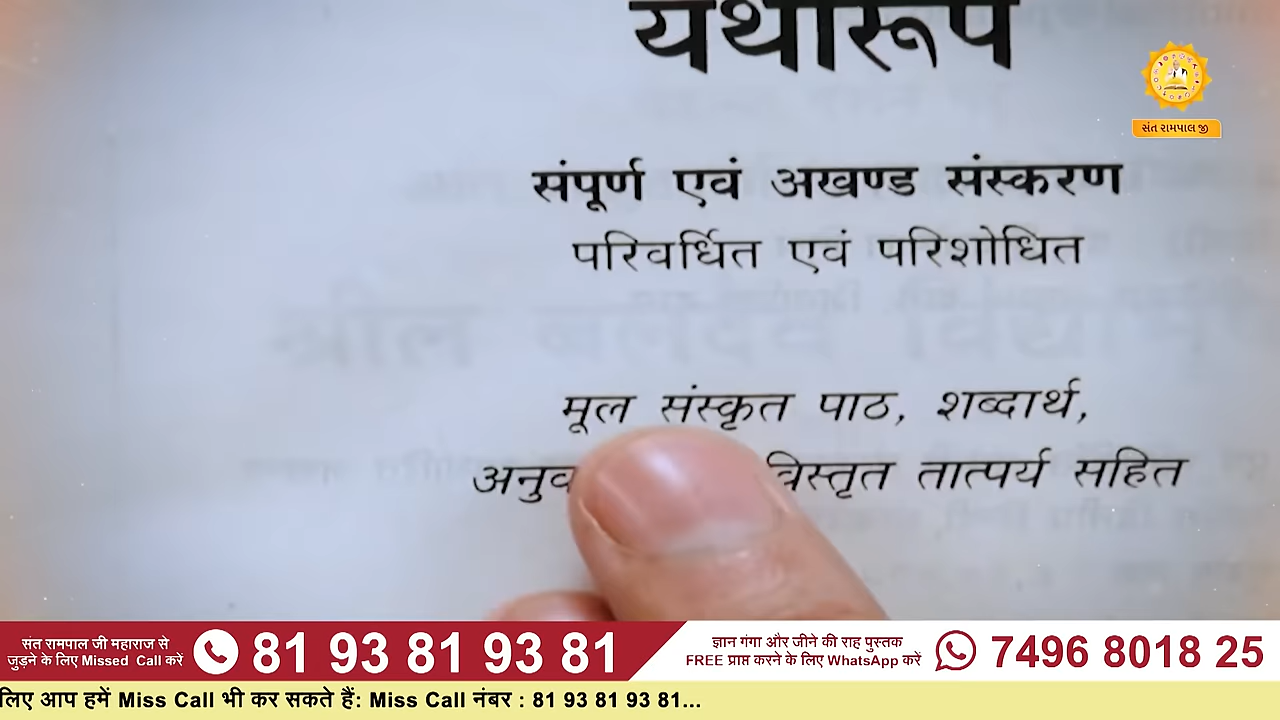 यथारूप
સંત રામપાલ જી
संपूर्ण एवं अखण्ड संस्करण
परिवर्धित एवं परिशोधित
मूल संस्कृत पाठ, शब्दार्थ,
तात्पर्य सहित
संत रामपाल जी महाराज से
जुड़ने के लिए Missed Call करें
81 93 81 93 81
ज्ञान गंगा और जीने की राह पुस्तक
FREE प्राप्त करने के लिए WhatsApp करें
7496 8018 25
लिए आप हमें Miss Call भी कर सकते हैं: Miss Call नंबर : 81 93 81 93 81...